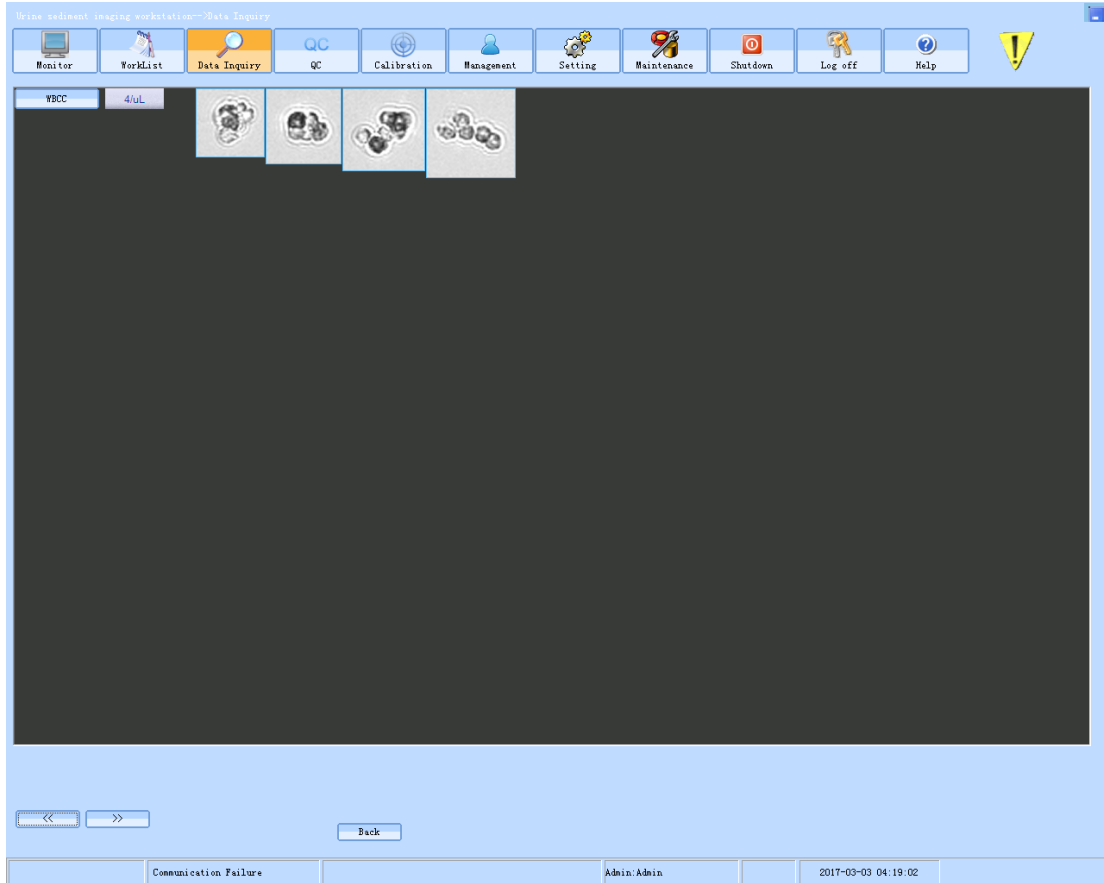 Urine sediment imaging workstation-->Data Inquiry
QC
Monitor WorkList Data Inquiry QC Calibration Management Setting Maintenance Shutdown Log off Help
WBCC 4/uL
<< >>
Back
Communication Failure Admin:Admin 2017-03-03 04:19:02